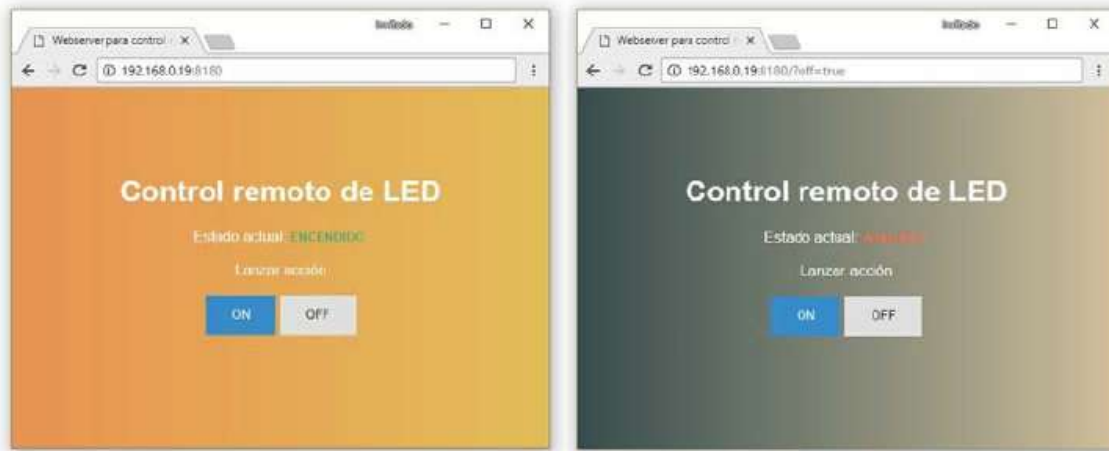 Invitado
Webserver para control
192.168.0.19:8180
Control remoto de LED
Estado actual: ENCENDIDO
Lanzar acción
ON OFF
Invitado
Webserver para control
192.168.0.19:8180/?off=true
Control remoto de LED
Estado actual:
Lanzar acción
ON OFF